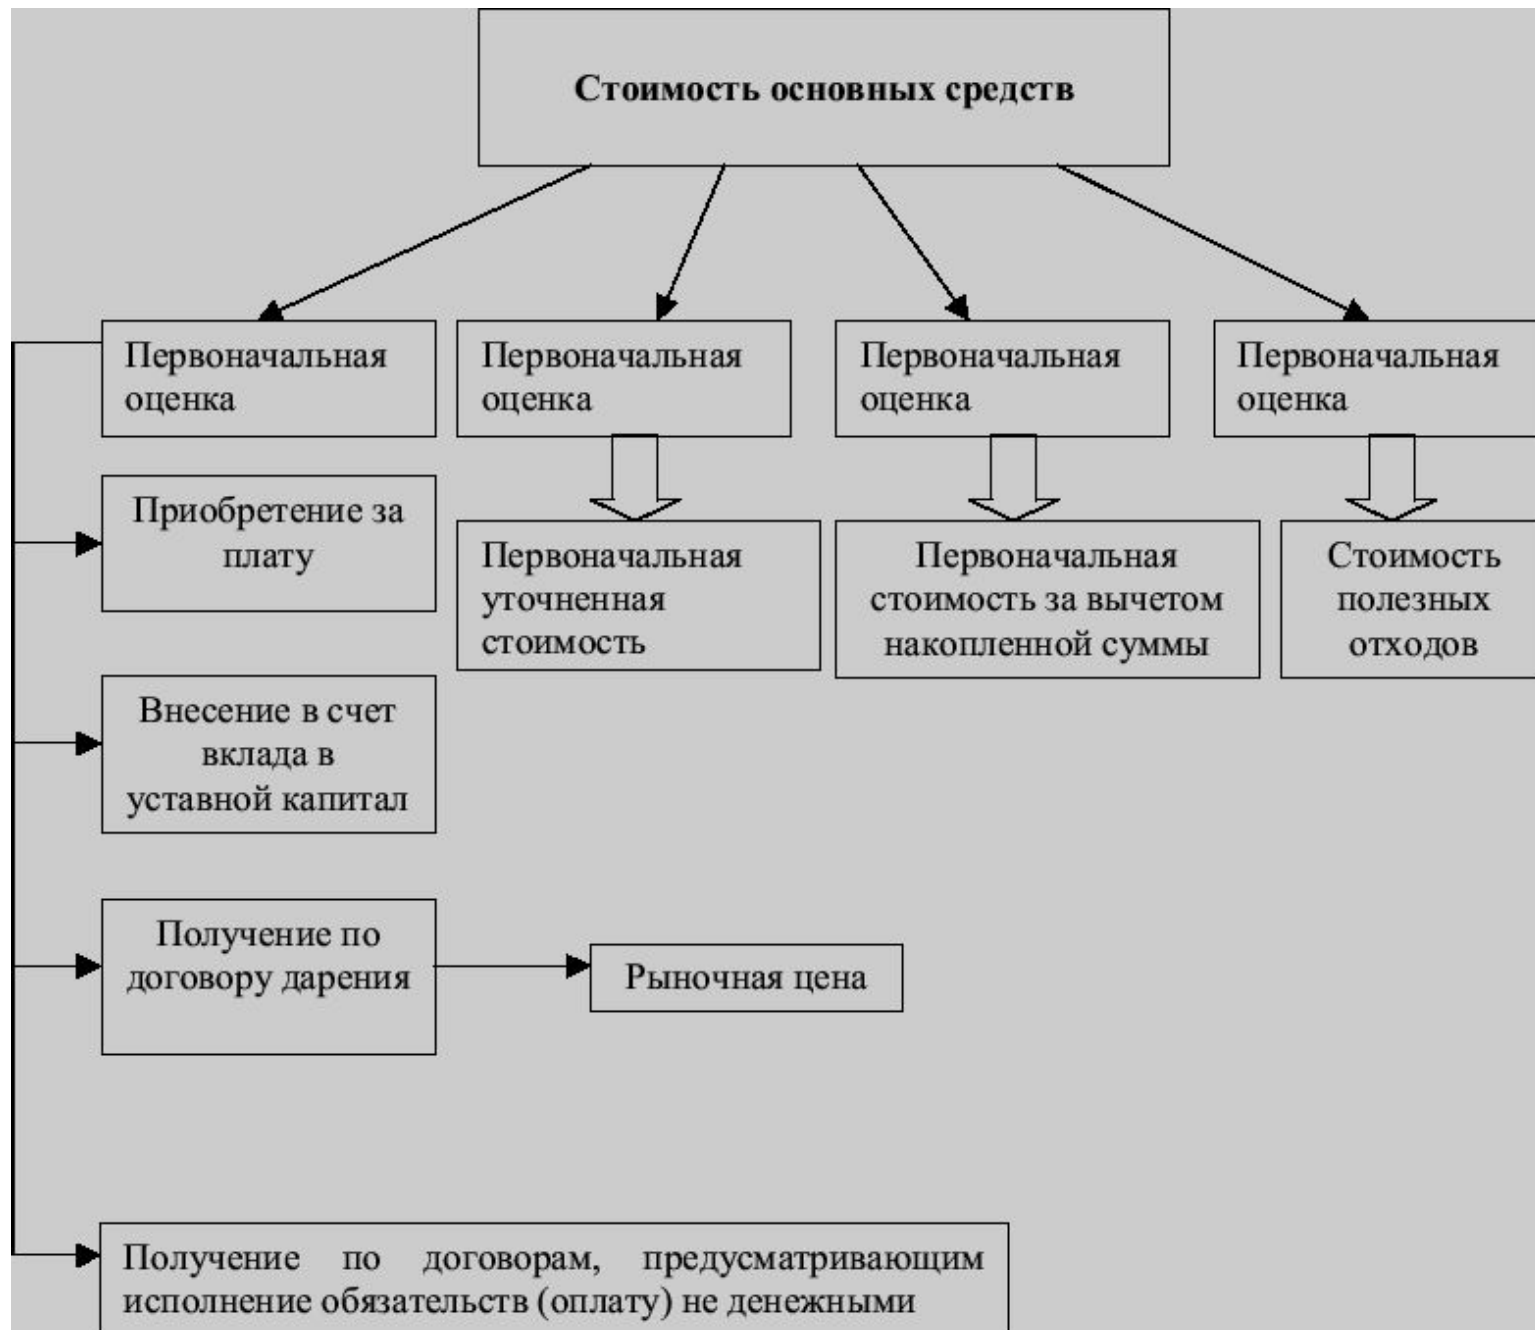 Стоимость основных средств
Первоначальная
оценка
Первоначальная
оценка
Первоначальная
оценка
Первоначальная
оценка
Приобретение за
плату
Первоначальная
уточненная
стоимость
Первоначальная
стоимость за вычетом
накопленной суммы
Стоимость
полезных
отходов
Внесение в счет
вклада в
уставной капитал
Получение по
договору дарения
Рыночная цена
Получение по договорам, предусматривающим
исполнение обязательств (оплату) не денежными